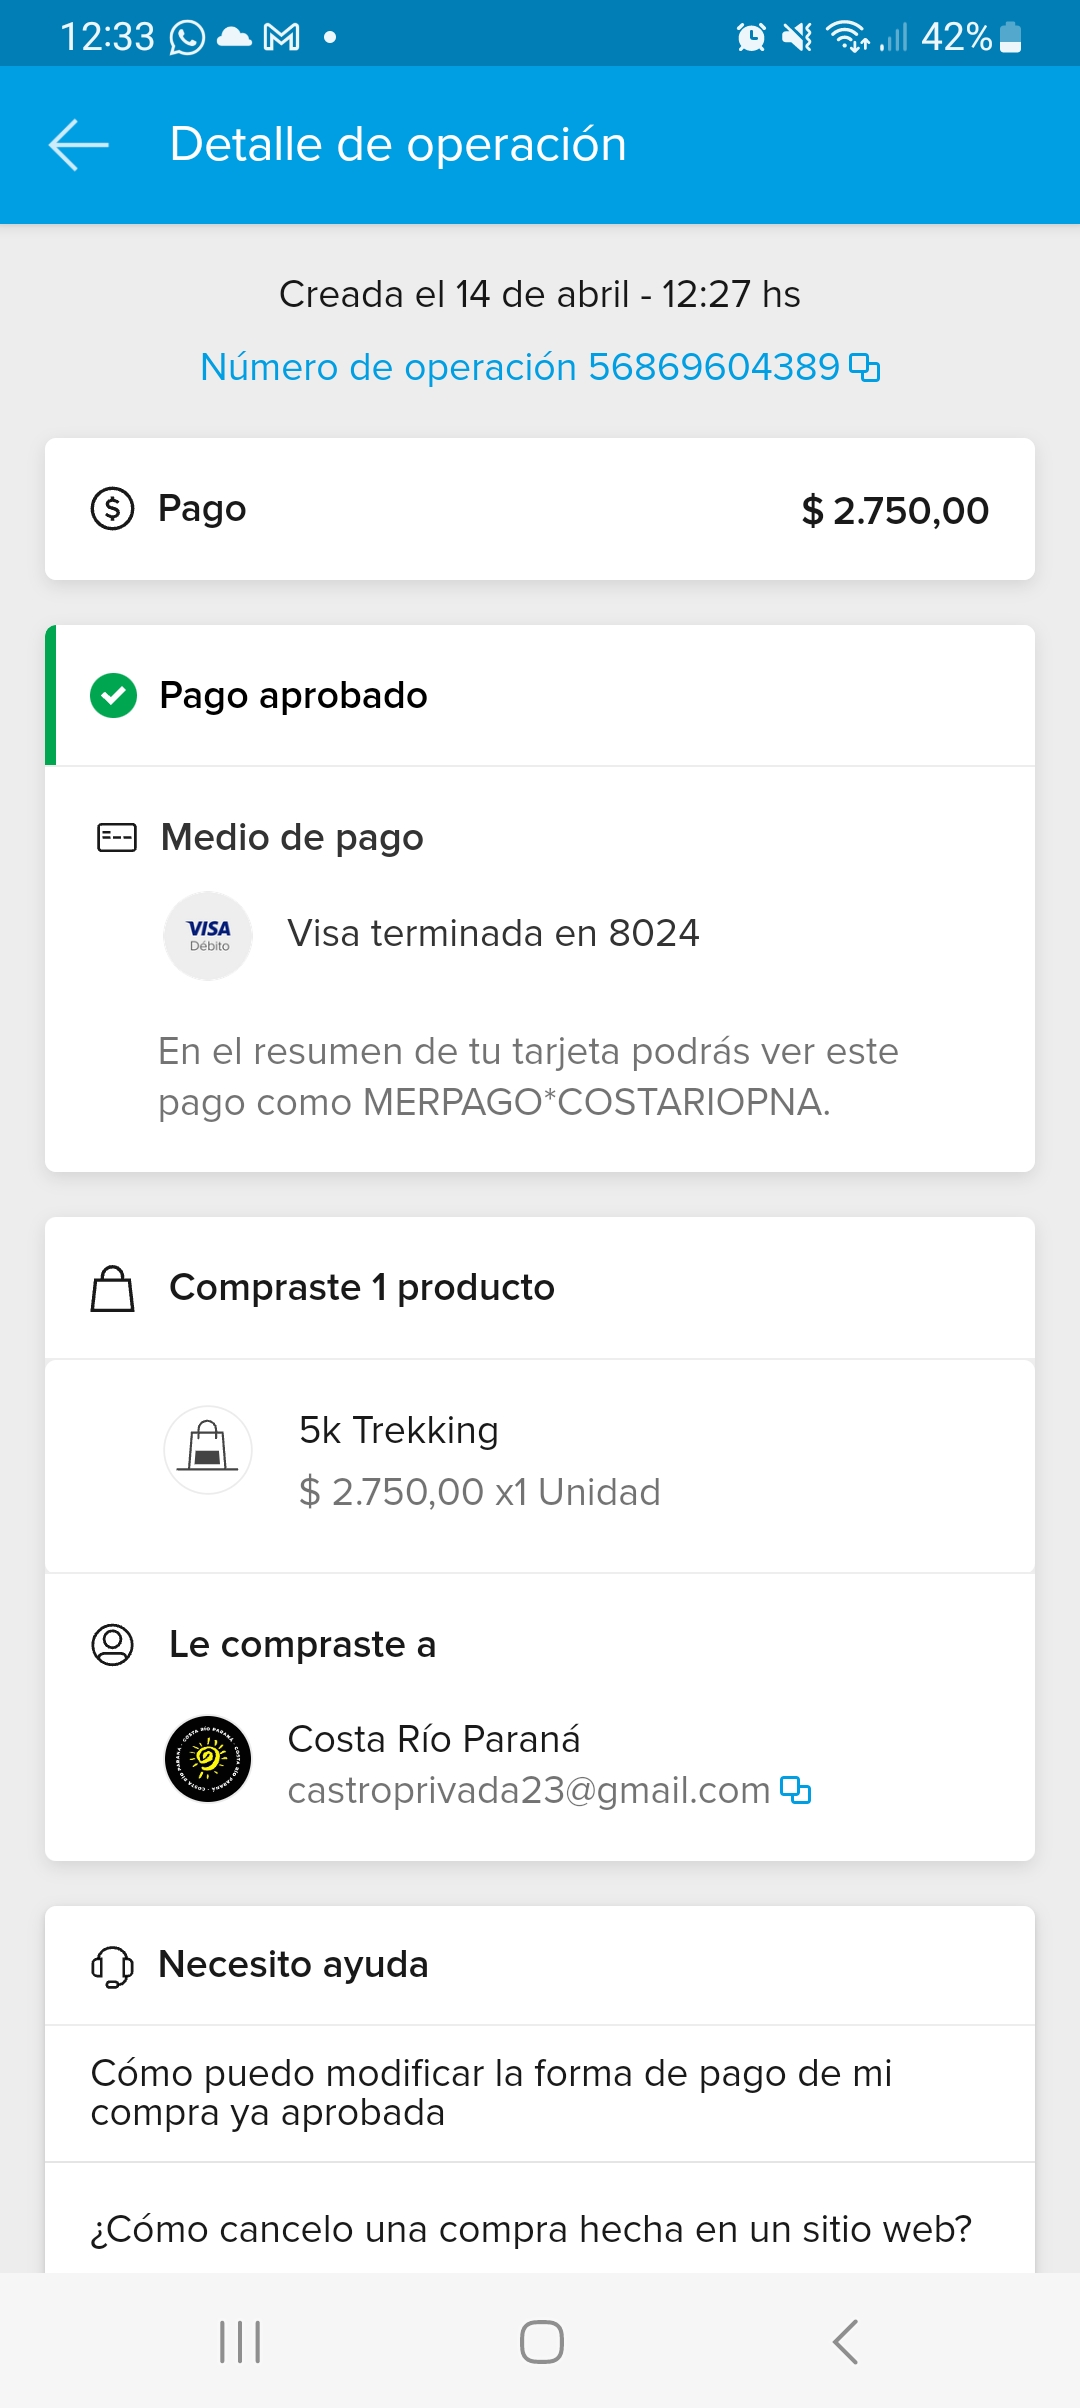 12:33
42%
Detalle de operación
Creada el 14 de abril - 12:27 hs
Número de operación 56869604389
Pago
$ 2.750,00
Pago aprobado
Medio de pago
VISA
Débito
Visa terminada en 8024
En el resumen de tu tarjeta podrás ver este
pago como MERPAGO*COSTARIOPNA.
Compraste 1 producto
5k Trekking
$ 2.750,00 x1 Unidad
Le compraste a
Costa Río Paraná
castroprivada23@gmail.com
Necesito ayuda
Cómo puedo modificar la forma de pago de mi
compra ya aprobada
¿Cómo cancelo una compra hecha en un sitio web?